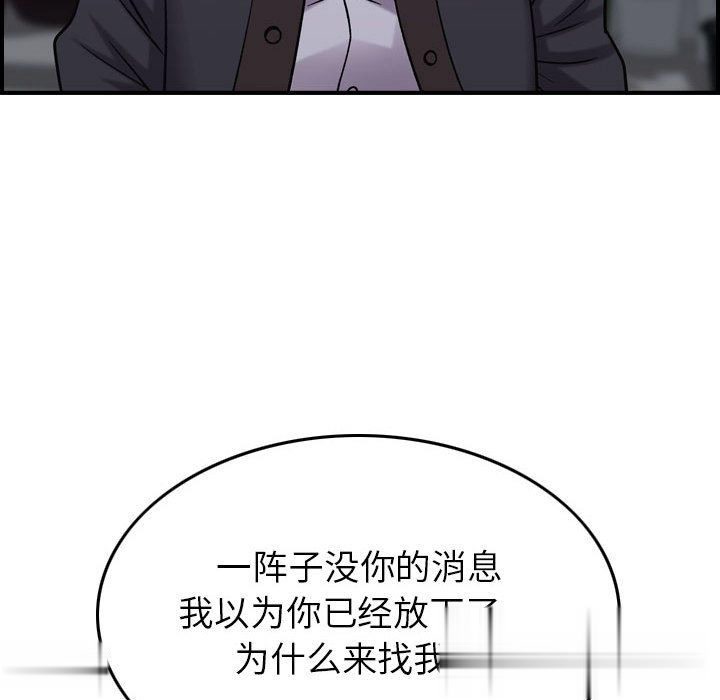 一阵子没你的消息
我以为你已经放下了
为什么来找我